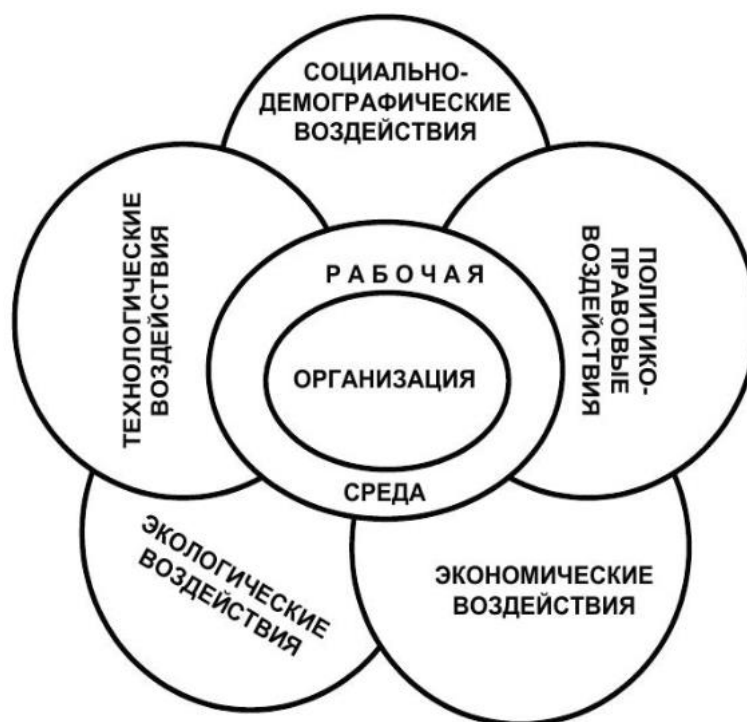 СОЦИАЛЬНО-
ДЕМОГРАФИЧЕСКИЕ
ВОЗДЕЙСТВИЯ
ТЕХНОЛОГИЧЕСКИЕ
ВОЗДЕЙСТВИЯ
ПОЛИТИКО-
ПРАВОВЫЕ
ВОЗДЕЙСТВИЯ
РАБОЧАЯ
ОРГАНИЗАЦИЯ
СРЕДА
ЭКОЛОГИЧЕСКИЕ
ВОЗДЕЙСТВИЯ
ЭКОНОМИЧЕСКИЕ
ВОЗДЕЙСТВИЯ